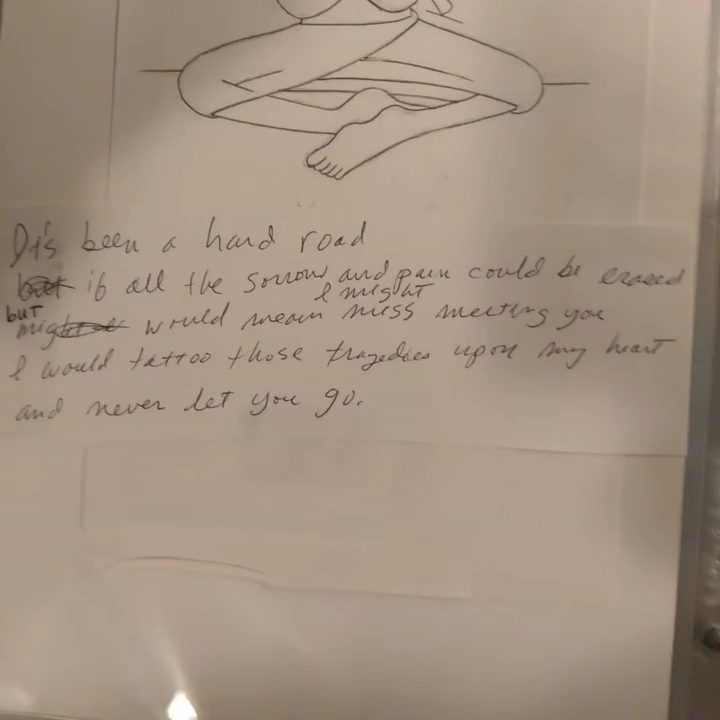 It's been a hard road
but if all the sorrow and pain could be erased
but would mean I might miss meeting you
I would tattoo those tragedies upon my heart
and never let you go.